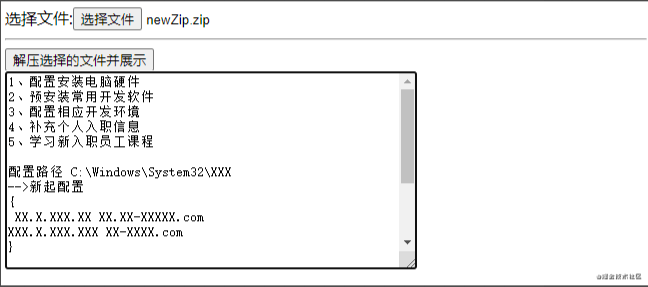 选择文件:选择文件 newZip.zip
解压选择的文件并展示
1、配置安装电脑硬件
2、预安装常用开发软件
3、配置相应开发环境
4、补充个人入职信息
5、学习新入职员工课程
配置路径 C:\Windows\System32\XXX
-->新起配置
{
XX.X.XXX.XX XX.XX-XXXXX.com
XXX.X.XXX.XXX XX-XXXX.com
}
@稀土掘金技术社区